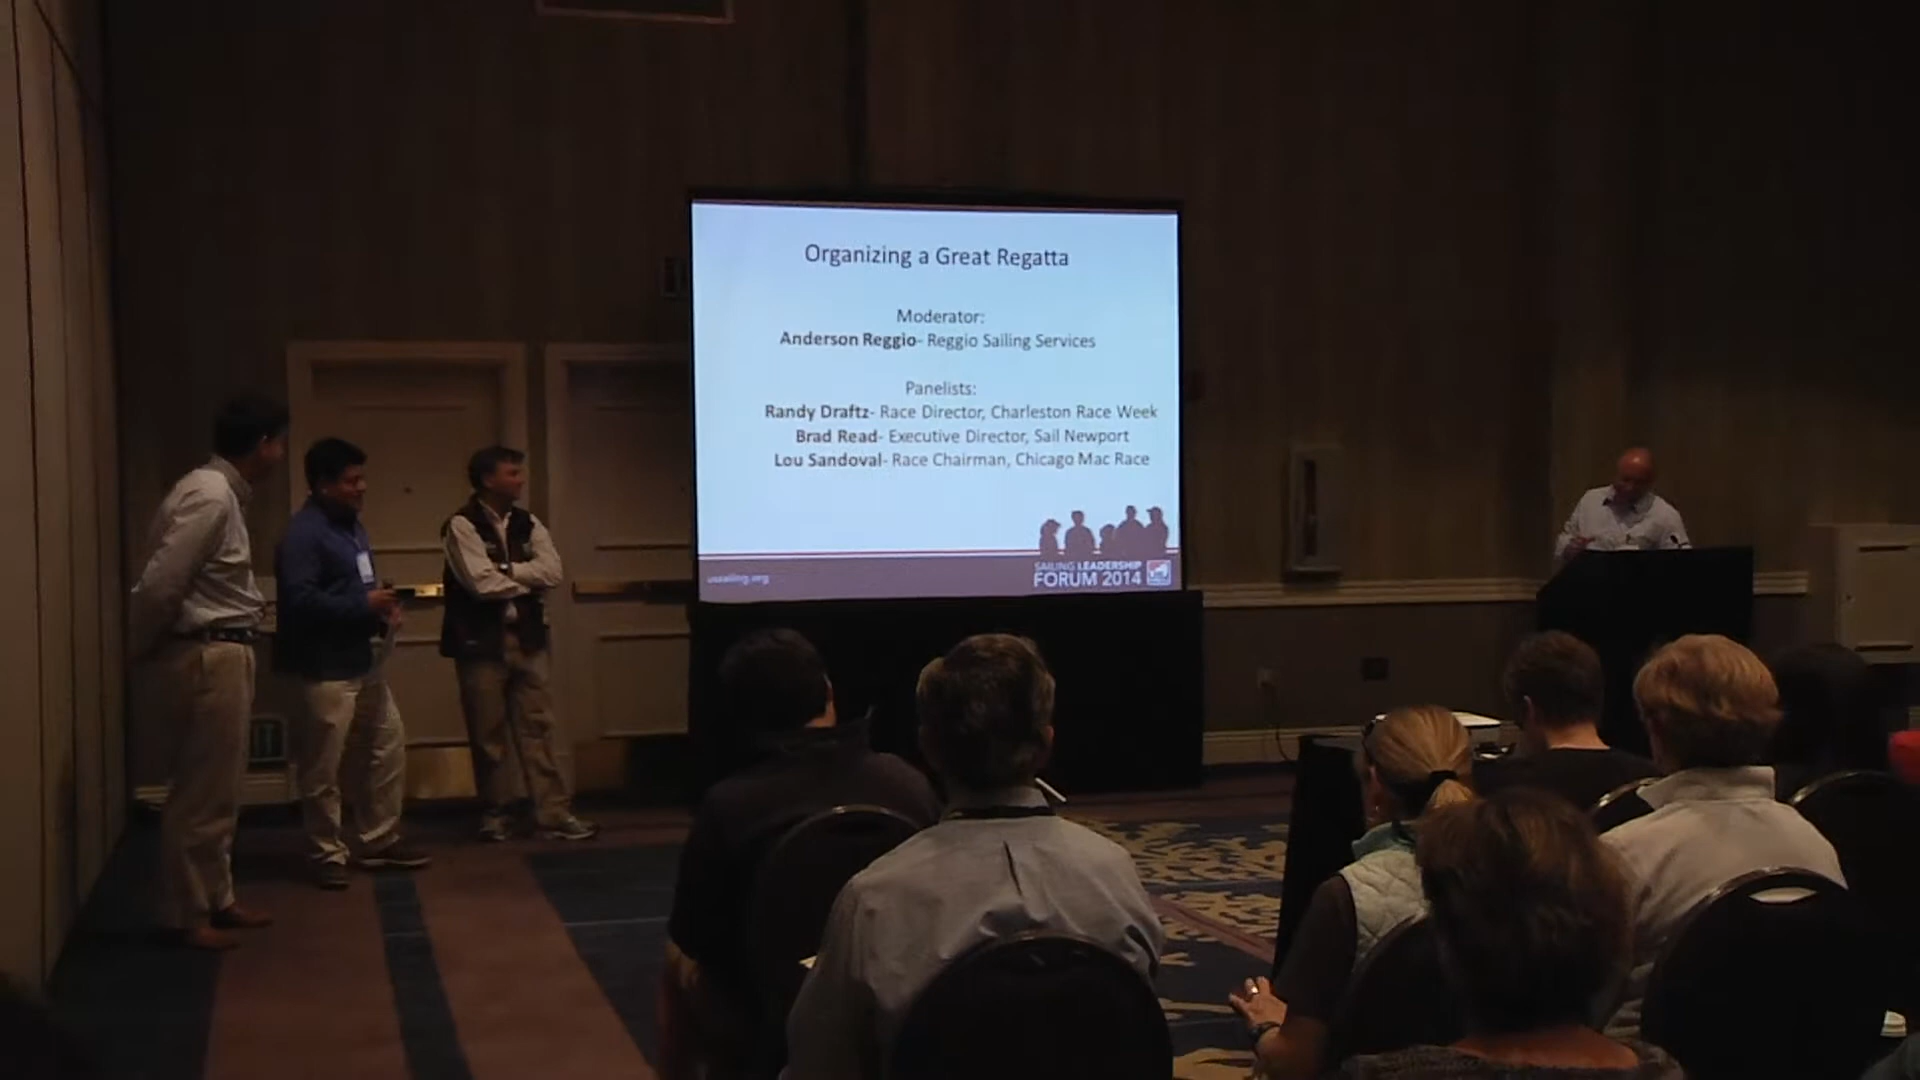 Organizing a Great Regatta
Moderator:
Anderson Reggio- Reggio Sailing Services
Panelists:
Randy Draftz- Race Director, Charleston Race Week
Brad Read- Executive Director, Sail Newport
Lou Sandoval- Race Chairman, Chicago Mac Race
ussailing.org
SAILING LEADERSHIP
FORUM 2014